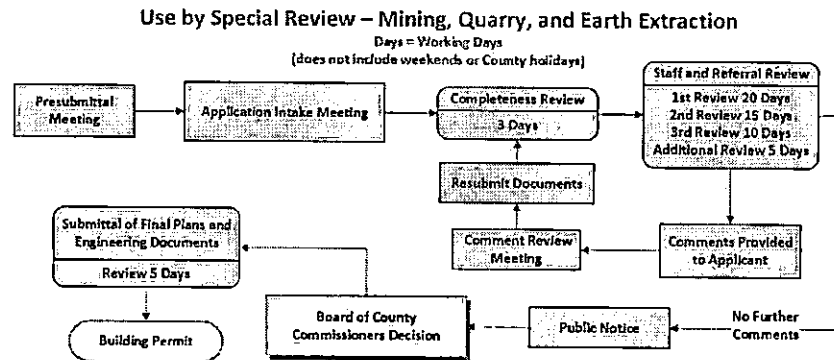 Use by Special Review – Mining, Quarry, and Earth Extraction
Days = Working Days
(does not include weekends or County holidays)
Presubmittal
Meeting
Application Intake Meeting
Completeness Review
3 Days
Staff and Referral Review
1st Review 20 Days
2nd Review 15 Days
3rd Review 10 Days
Additional Review 5 Days
Resubmit Documents
Comment Review
Meeting
Comments Provided
to Applicant
Submittal of Final Plans and
Engineering Documents
Review 5 Days
Building Permit
Board of County
Commissioners Decision
Public Notice
No Further
Comments